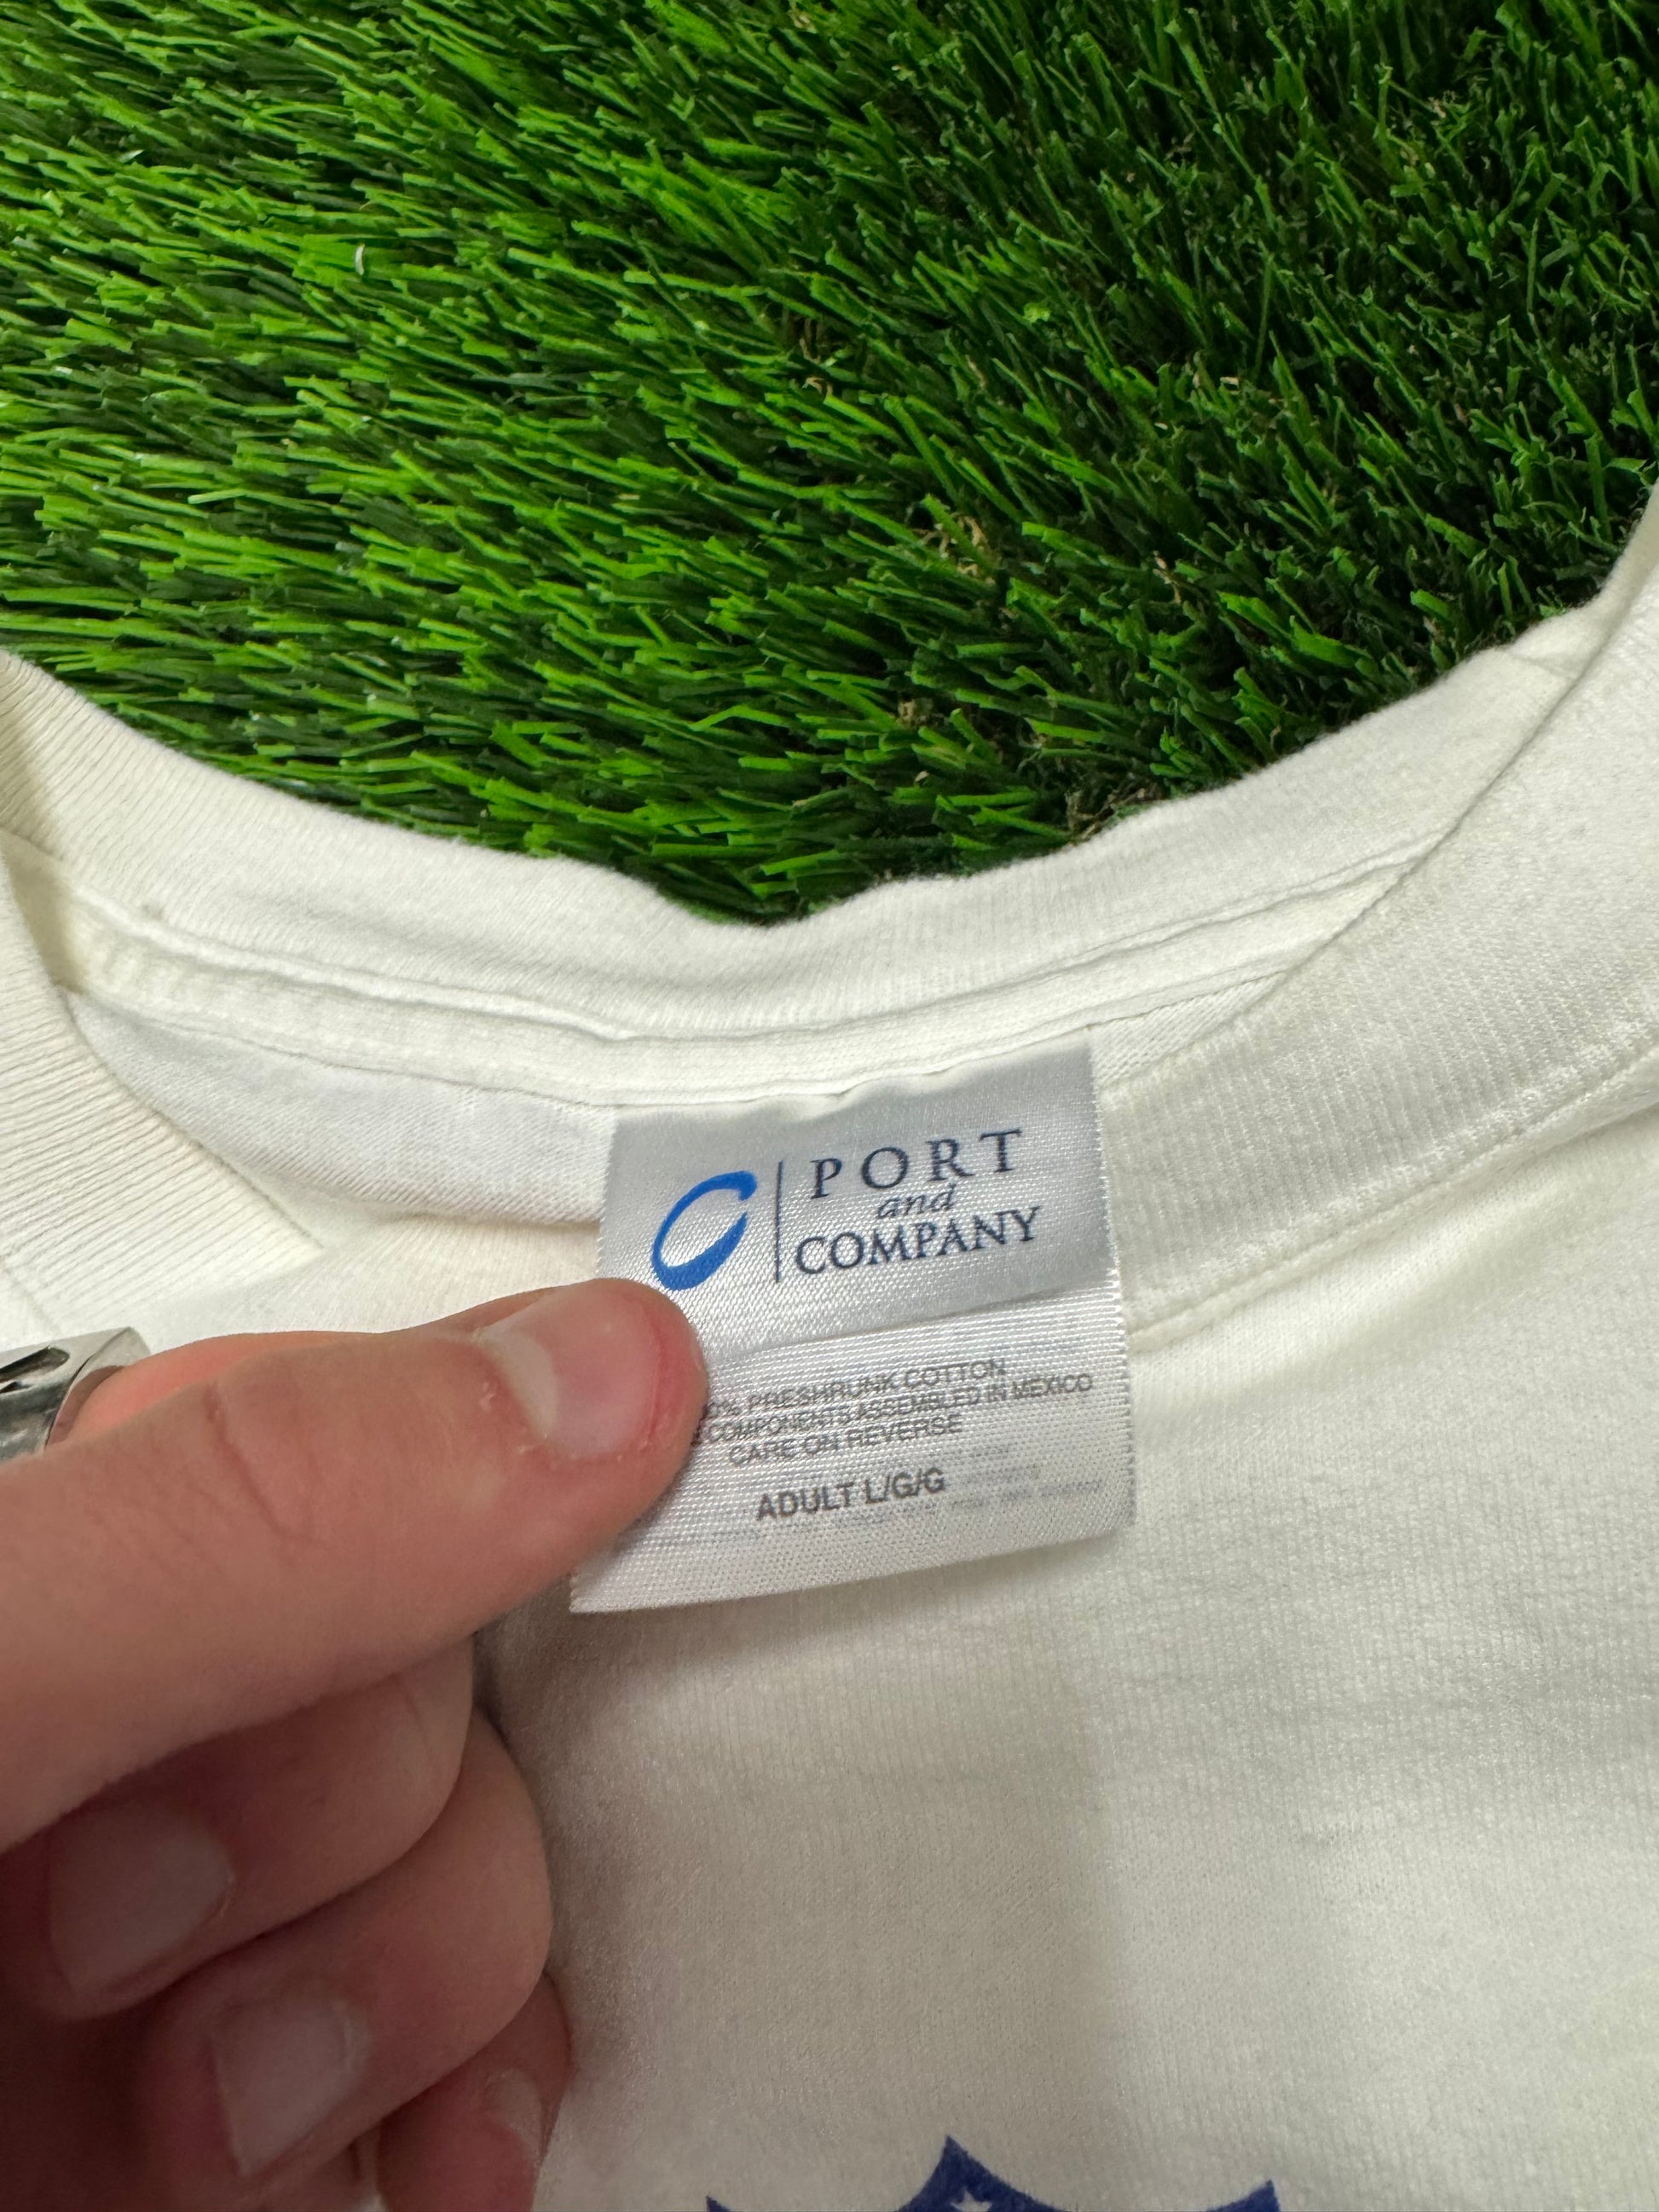 PORT
and
COMPANY
% PRESHRUNK COTTON
COMPONENTS ASSEMBLED IN MEXICO
CARE ON REVERSE
ADULT L/G/G